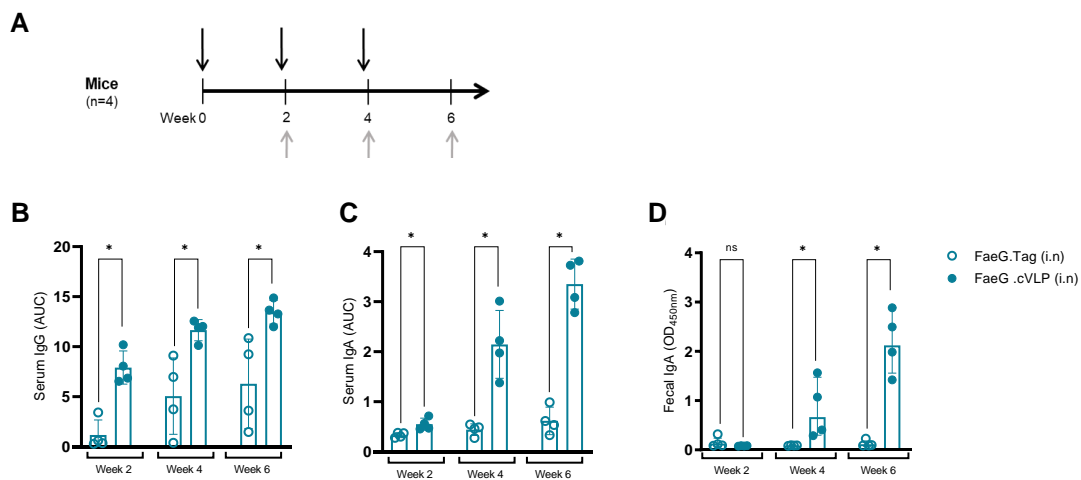 A
Mice
(n=4)
Week 0 2 4 6
B
Serum IgG (AUC)
20
15
10
5
0
* * *
Week 2 Week 4 Week 6
C
Serum IgA (AUC)
4
3
2
1
0
* * *
Week 2 Week 4 Week 6
D
Fecal IgA (OD450nm)
4
3
2
1
0
ns * *
Week 2 Week 4 Week 6
FaeG.Tag (i.n)
FaeG .cVLP (i.n)